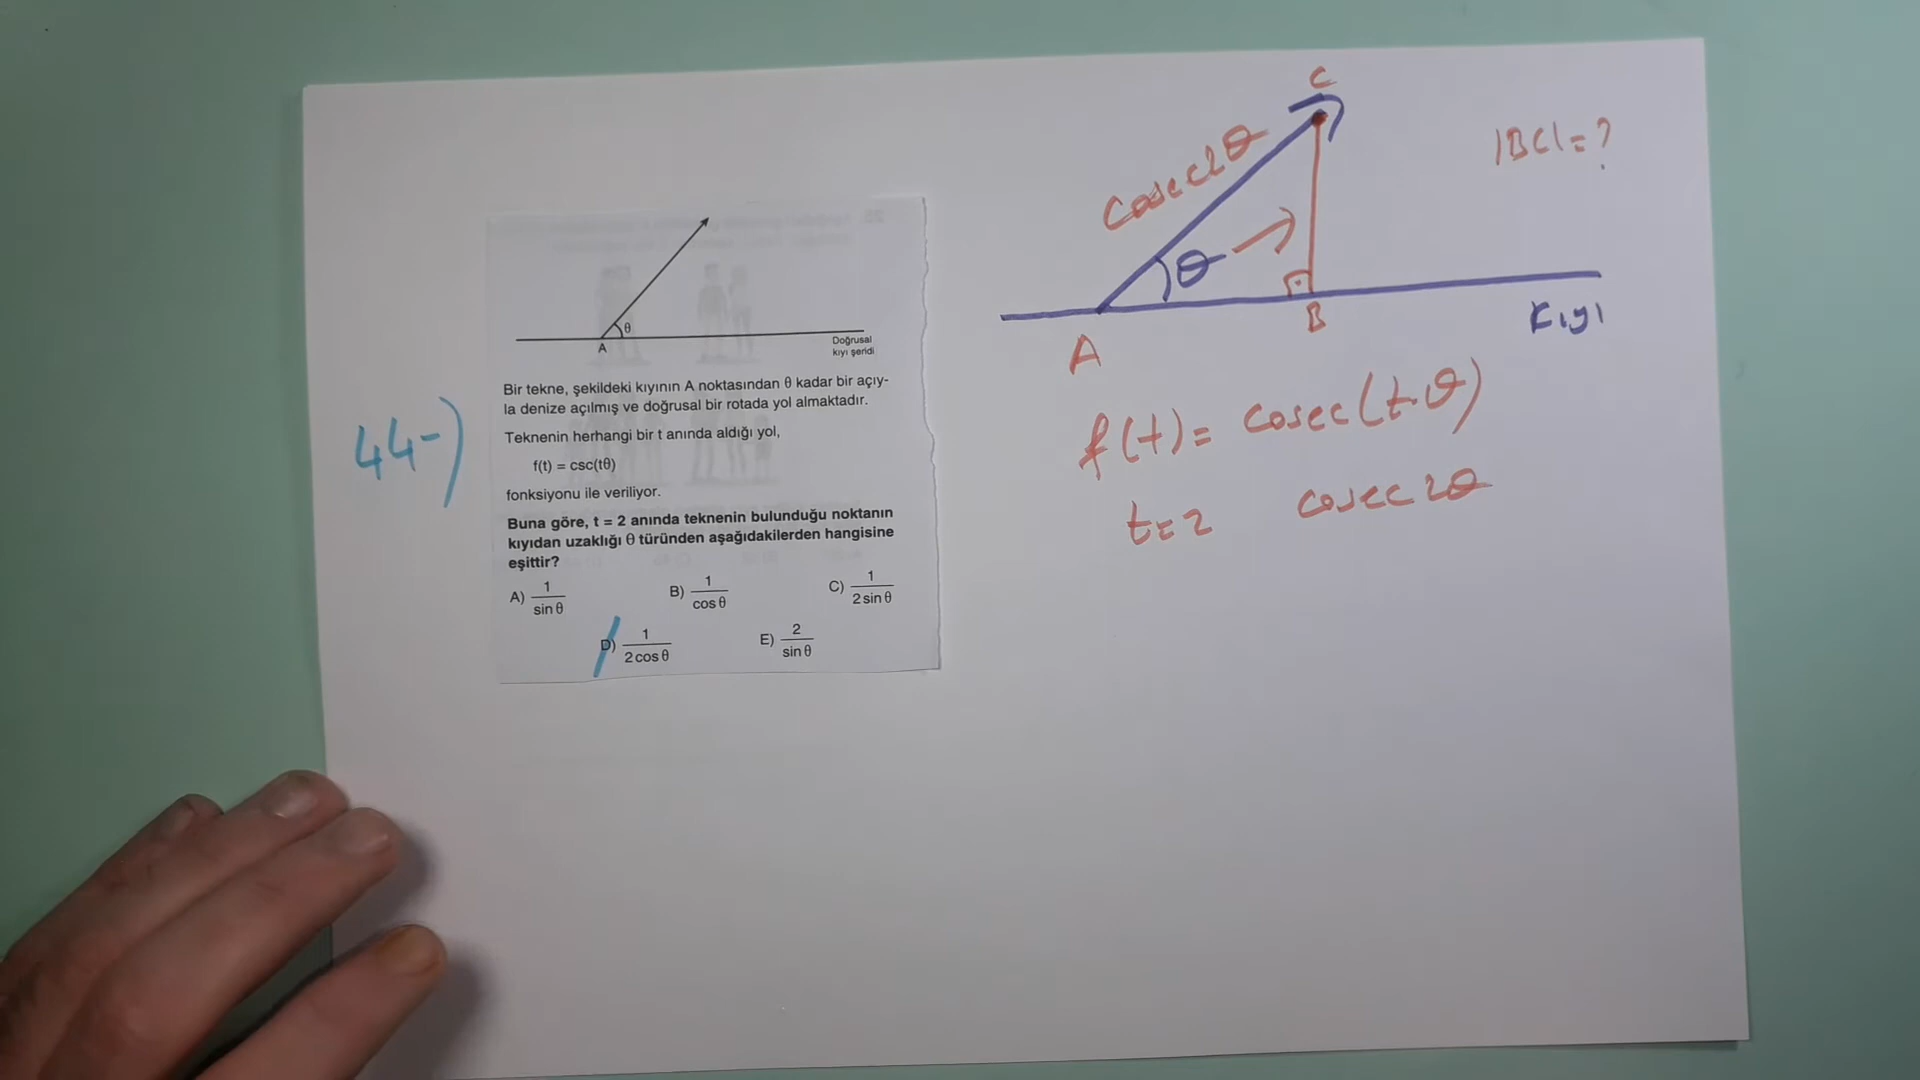 44-)
θ
A
Doğrusal
kıyı şeridi
Bir tekne, şekildeki kıyının A noktasından θ kadar bir açıy-
la denize açılmış ve doğrusal bir rotada yol almaktadır.
Teknenin herhangi bir t anında aldığı yol,
f(t) = csc(tθ)
fonksiyonu ile veriliyor.
Buna göre, t = 2 anında teknenin bulunduğu noktanın
kıyıdan uzaklığı θ türünden aşağıdakilerden hangisine
eşittir?
A) 1/sin θ B) 1/cos θ C) 1/2 sin θ
D) 1/2 cos θ E) 2/sin θ
C
cosec2θ
|BC|=?
θ
A
B
Kıyı
f(t)= cosec(t.θ)
t=2 cosec2θ